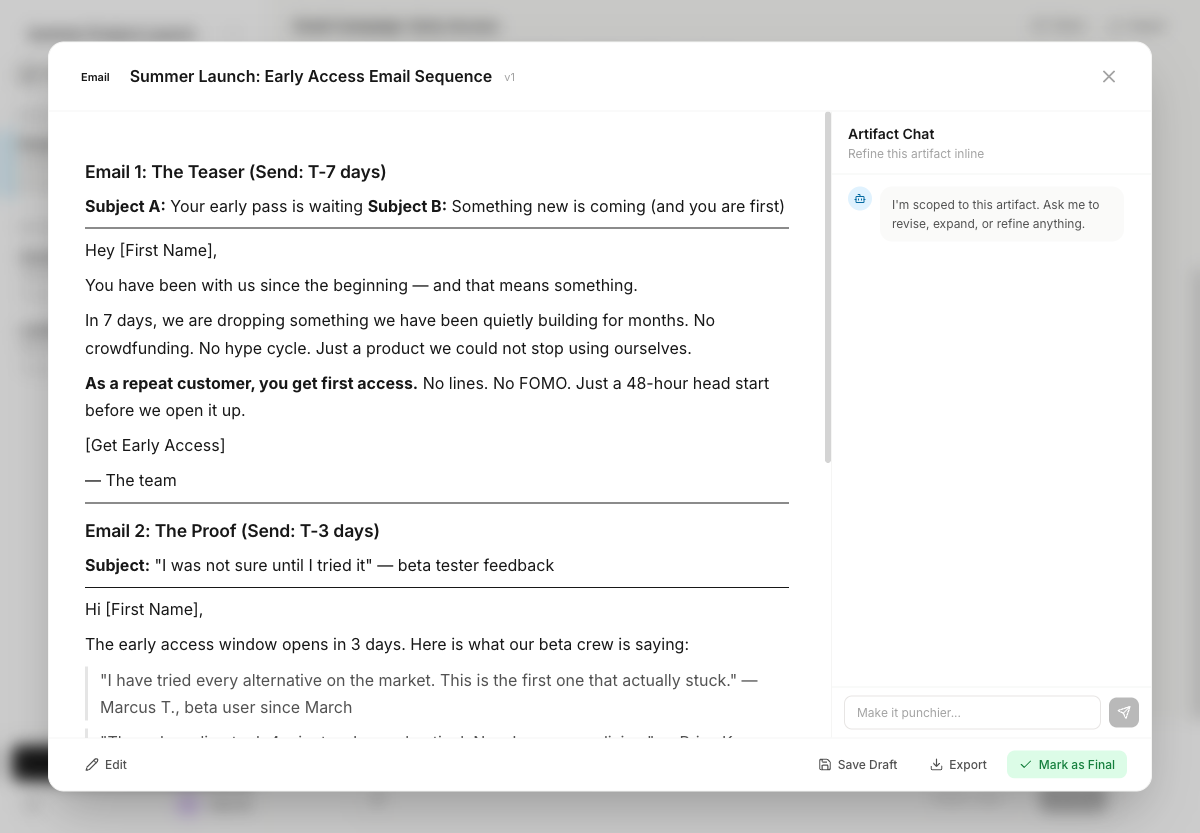 Email Summer Launch: Early Access Email Sequence v1
Email 1: The Teaser (Send: T-7 days)
Subject A: Your early pass is waiting Subject B: Something new is coming (and you are first)
Hey [First Name],
You have been with us since the beginning — and that means something.
In 7 days, we are dropping something we have been quietly building for months. No
crowdfunding. No hype cycle. Just a product we could not stop using ourselves.
As a repeat customer, you get first access. No lines. No FOMO. Just a 48-hour head start
before we open it up.
[Get Early Access]
— The team
Email 2: The Proof (Send: T-3 days)
Subject: "I was not sure until I tried it" — beta tester feedback
Hi [First Name],
The early access window opens in 3 days. Here is what our beta crew is saying:
"I have tried every alternative on the market. This is the first one that actually stuck." —
Marcus T., beta user since March
Artifact Chat
Refine this artifact inline
I'm scoped to this artifact. Ask me to
revise, expand, or refine anything.
Make it punchier...
Edit
Save Draft
Export
Mark as Final